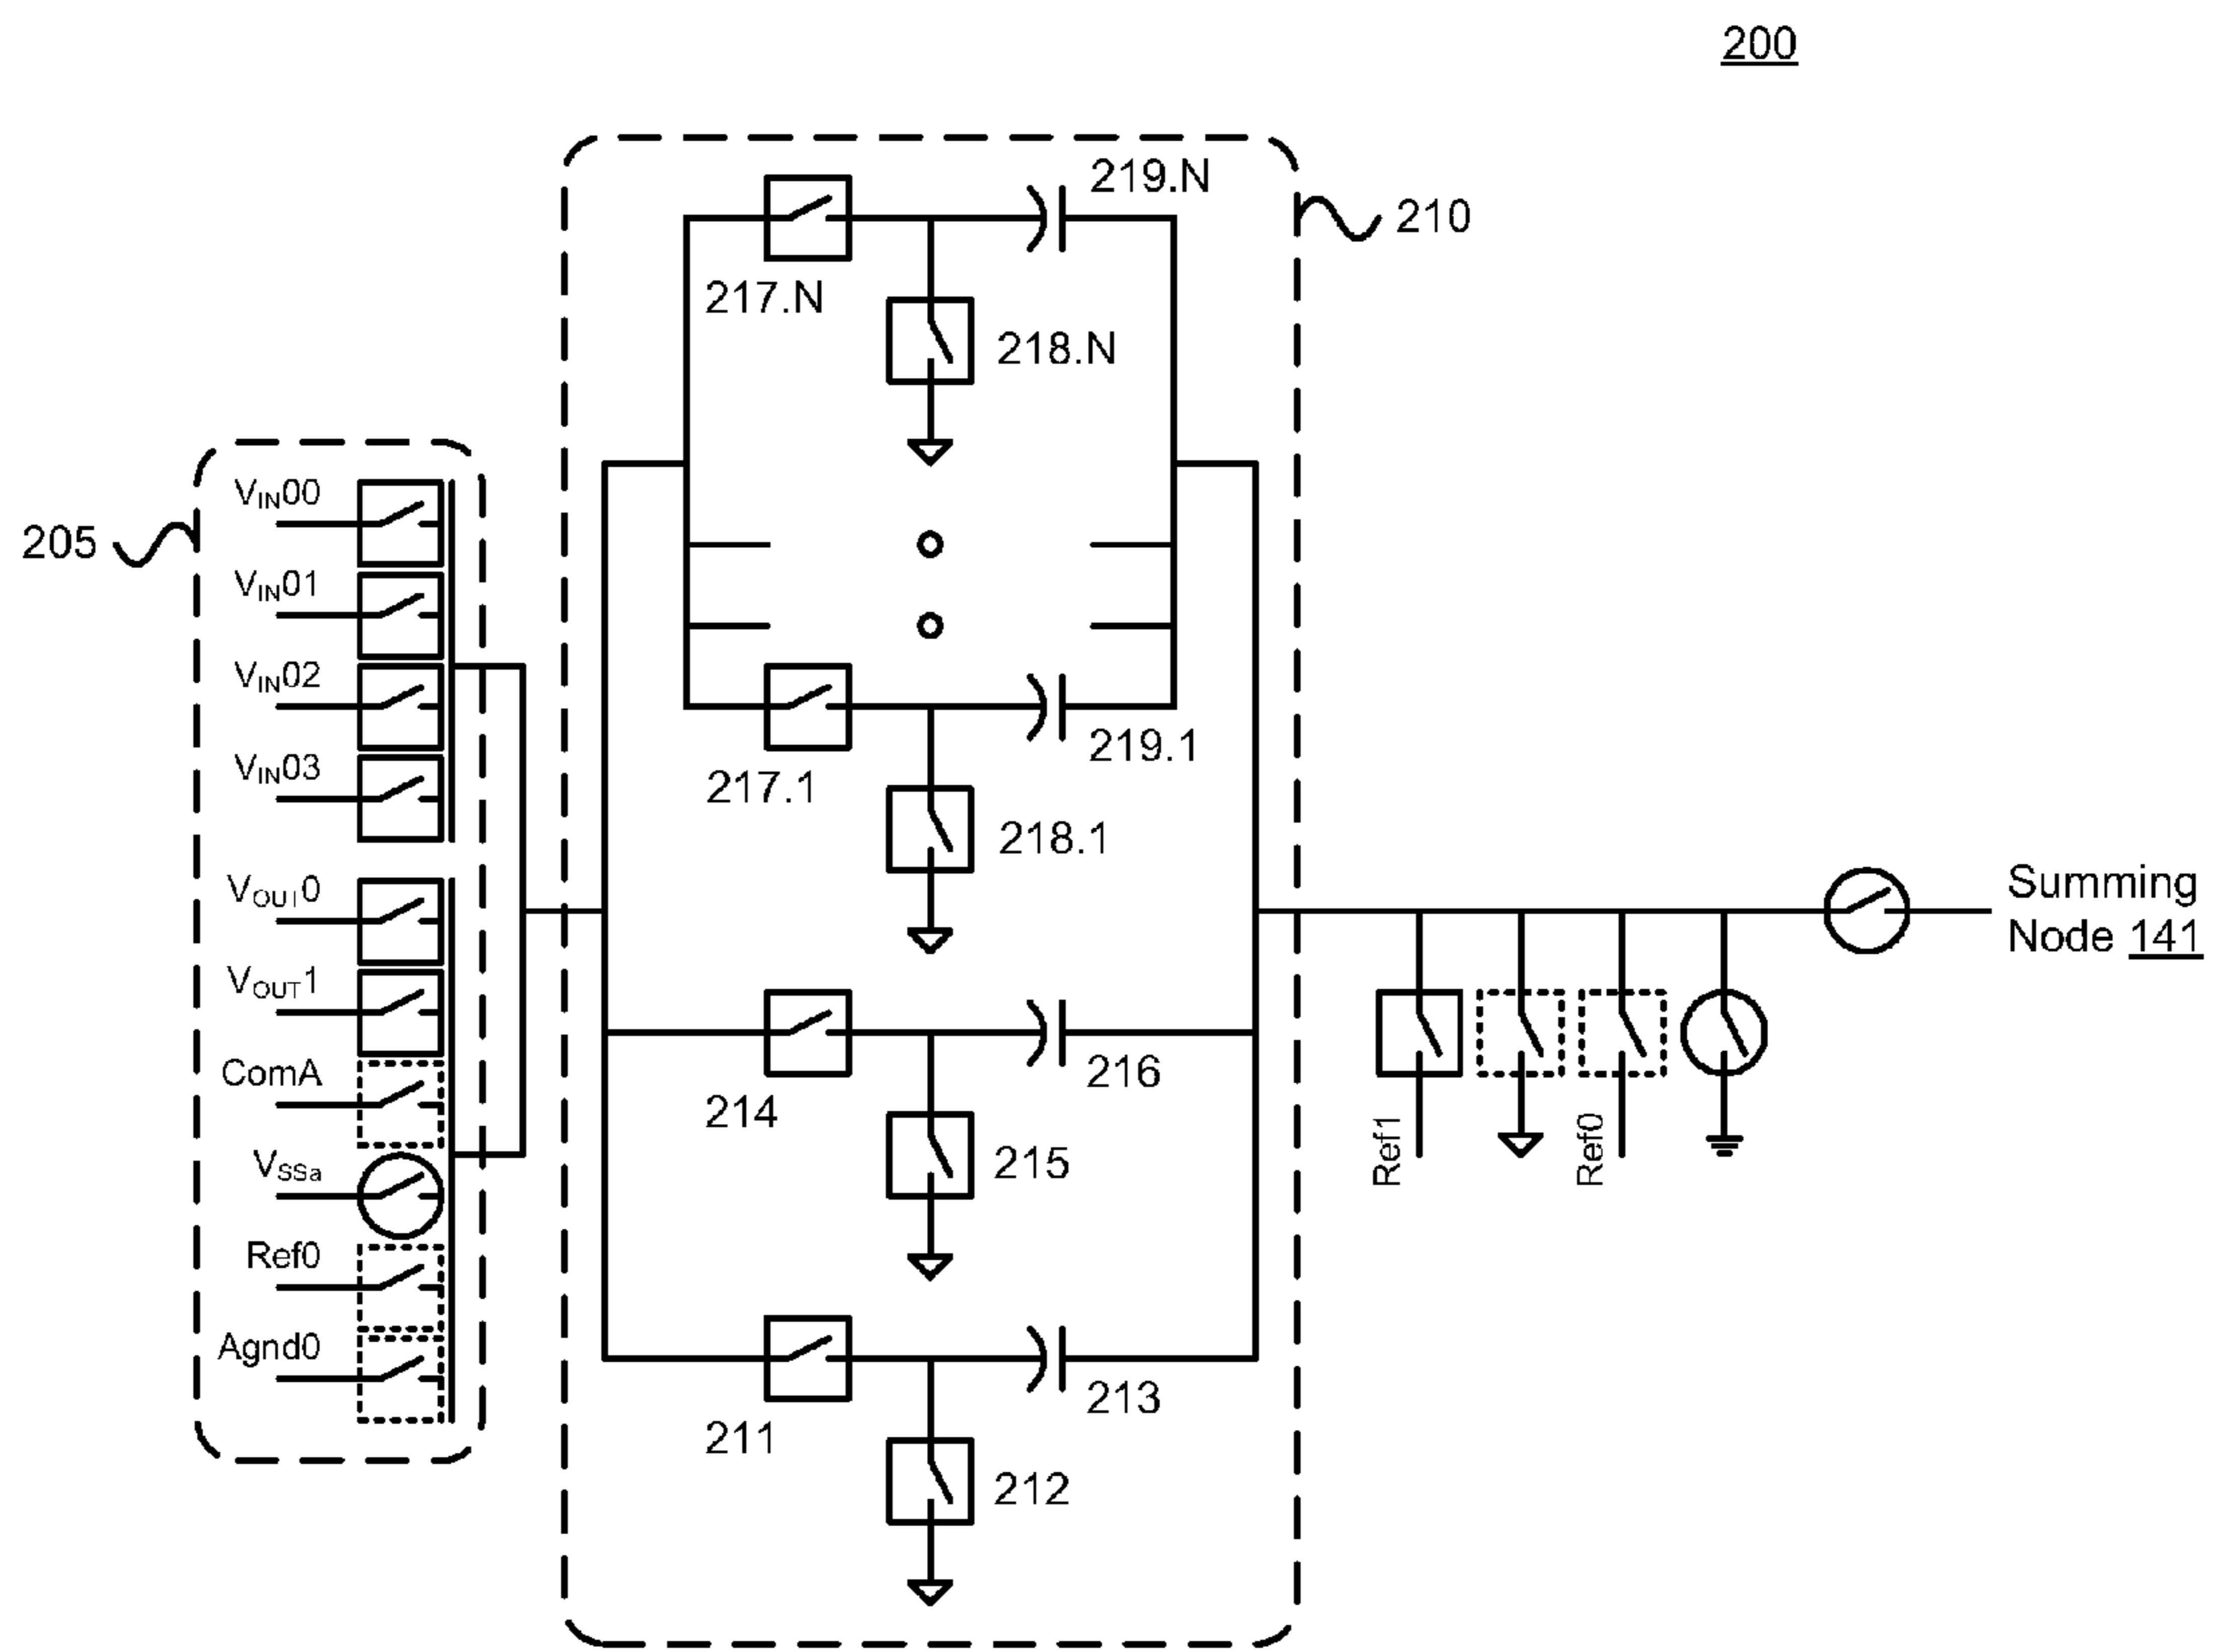 200
219.N
210
217.N
218.N
205
VIN00
VIN01
VIN02
VIN03
219.1
217.1
218.1
VOUT0
VOUT1
ComA
VSSa
Ref0
Agnd0
Summing
Node 141
214
216
215
Ref1
Ref0
211
213
212